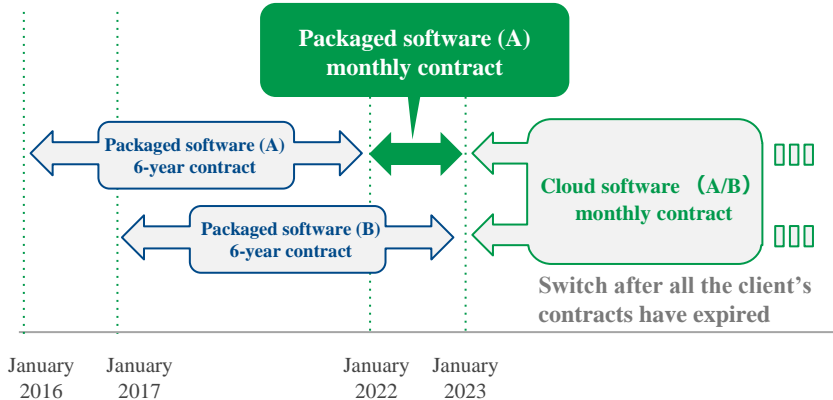 Packaged software (A)
monthly contract
Packaged software (A)
6-year contract
Packaged software (B)
6-year contract
Cloud software （A/B）
monthly contract
Switch after all the client’s
contracts have expired
January
2016
January
2017
January
2022
January
2023